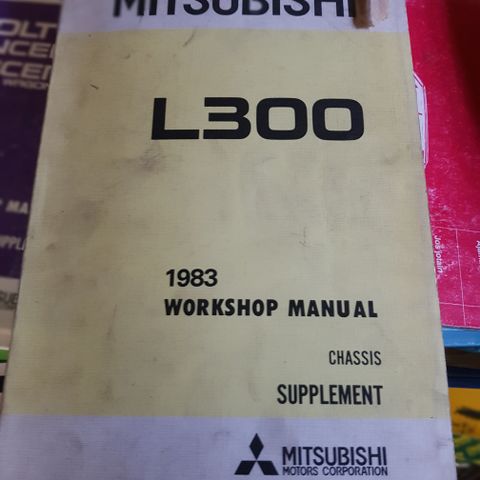 MITSUBISHI
L300
1983
WORKSHOP MANUAL
CHASSIS
SUPPLEMENT
MITSUBISHI
MOTORS CORPORATION